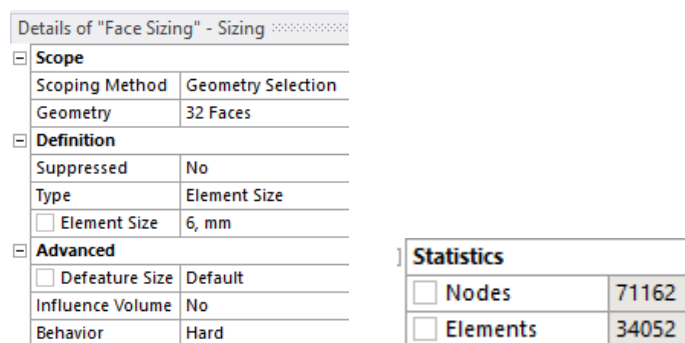 Details of "Face Sizing" - Sizing
Scope
Scoping Method Geometry Selection
Geometry 32 Faces
Definition
Suppressed No
Type Element Size
Element Size 6, mm
Advanced
Defeature Size Default
Influence Volume No
Behavior Hard
Statistics
Nodes 71162
Elements 34052